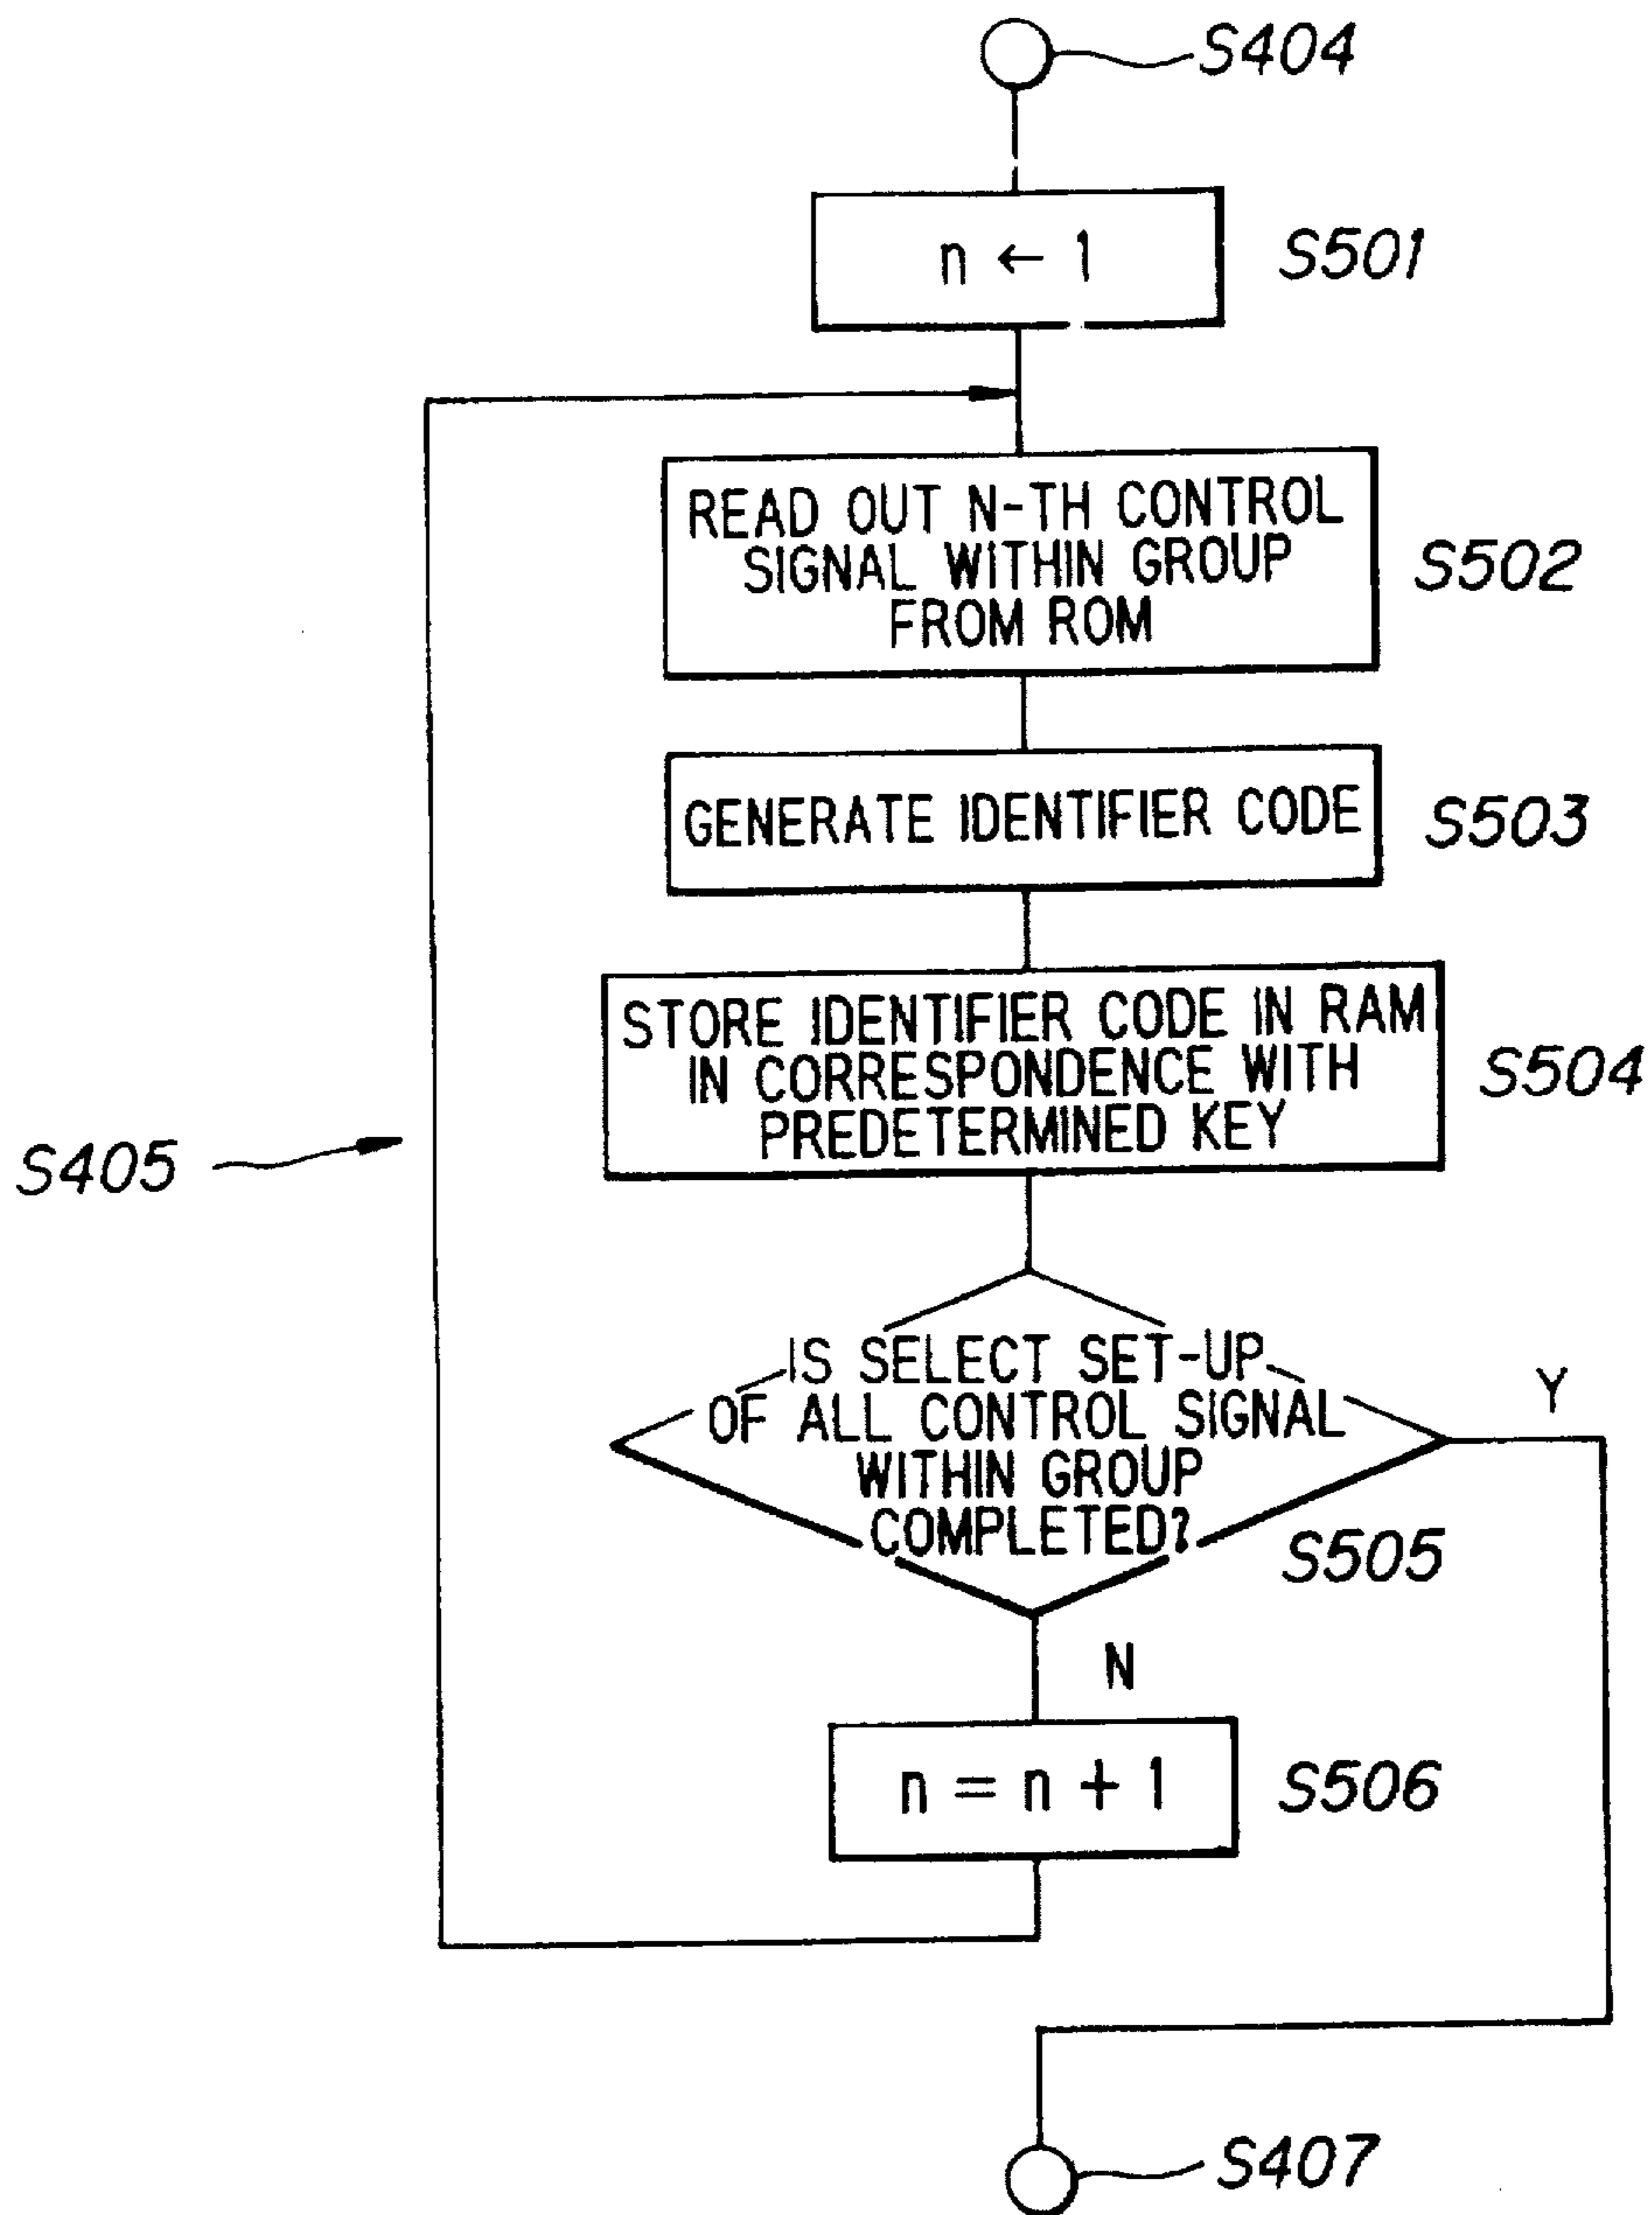 S404
n ← 1
S501
READ OUT N-TH CONTROL
SIGNAL WITHIN GROUP
FROM ROM
S502
GENERATE IDENTIFIER CODE
S503
STORE IDENTIFIER CODE IN RAM
IN CORRESPONDENCE WITH
PREDETERMINED KEY
S504
S405
IS SELECT SET-UP
OF ALL CONTROL SIGNAL
WITHIN GROUP
COMPLETED?
Y
S505
N
n = n + 1
S506
S407